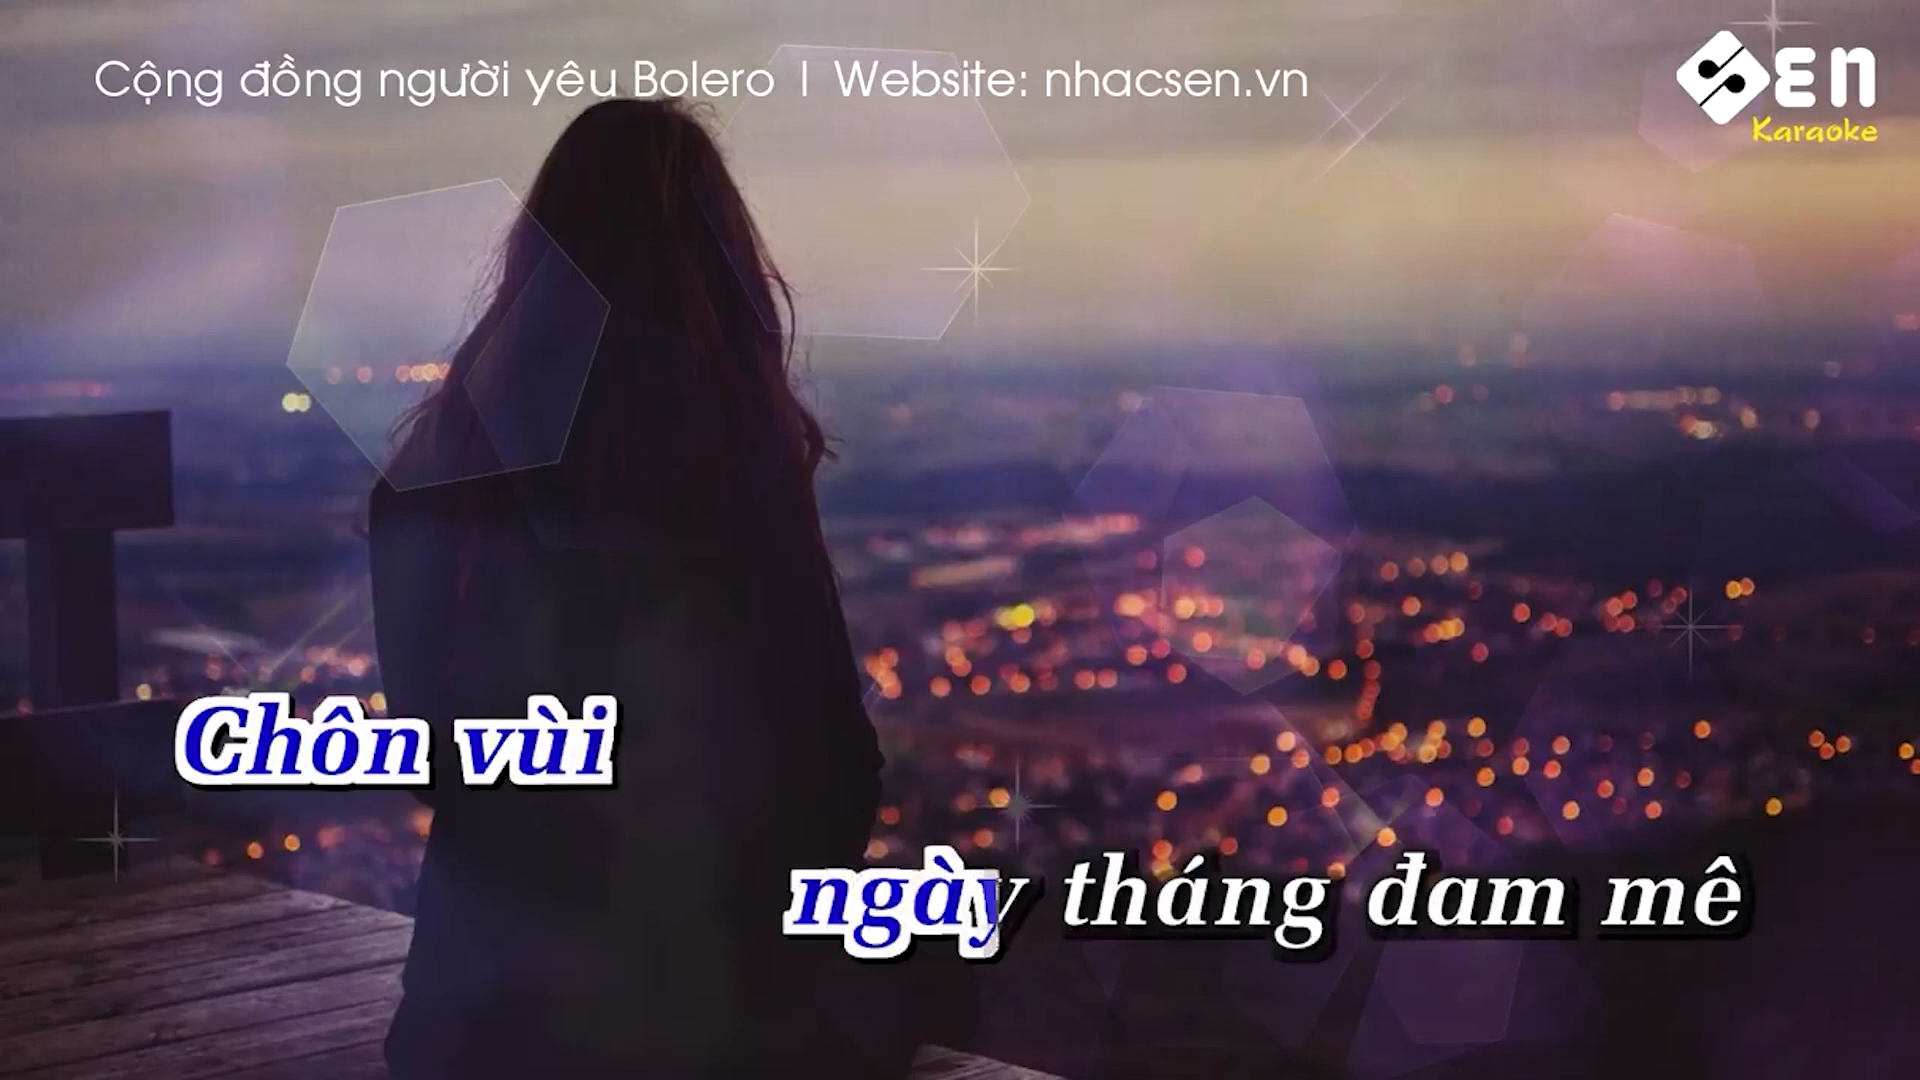 Cộng đồng người yêu Bolero | Website: nhacsen.vn
SEN
Karaoke
Chôn vùi
ngày tháng đam mê